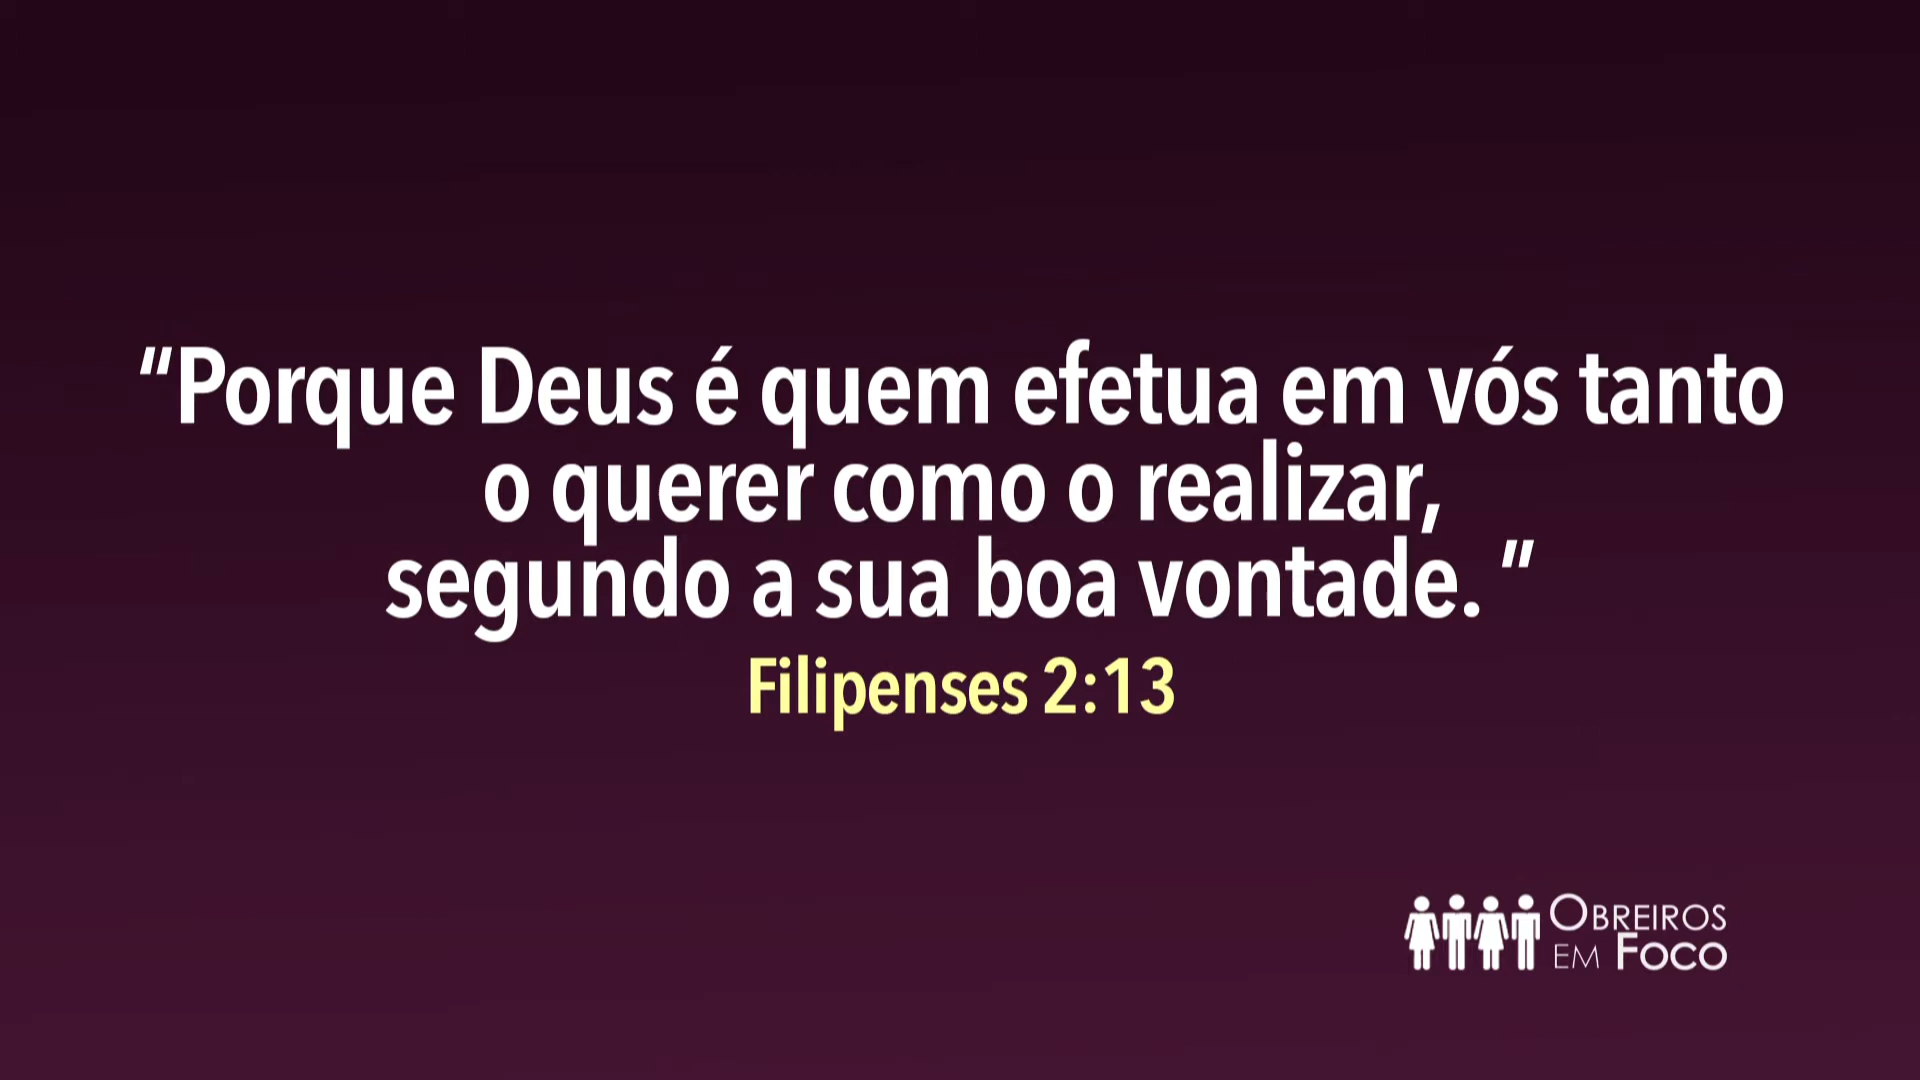 “Porque Deus é quem efetua em vós tanto
o querer como o realizar,
segundo a sua boa vontade. ”
Filipenses 2:13
OBREIROS
EM FOCO